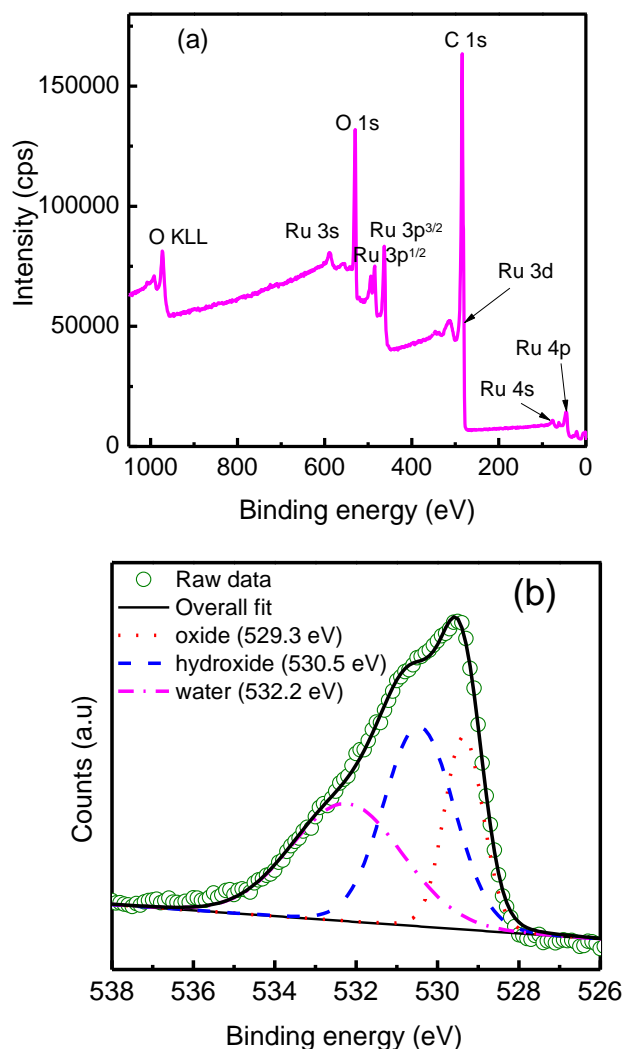 (a)
C 1s
150000
O 1s
100000
Ru 3s
Ru 3p3/2
O KLL
Ru 3p1/2
Ru 3d
50000
Ru 4p
Ru 4s
0
1000 800 600 400 200 0
Intensity (cps)
Binding energy (eV)
(b)
Raw data
Overall fit
oxide (529.3 eV)
hydroxide (530.5 eV)
water (532.2 eV)
Counts (a.u)
538 536 534 532 530 528 526
Binding energy (eV)